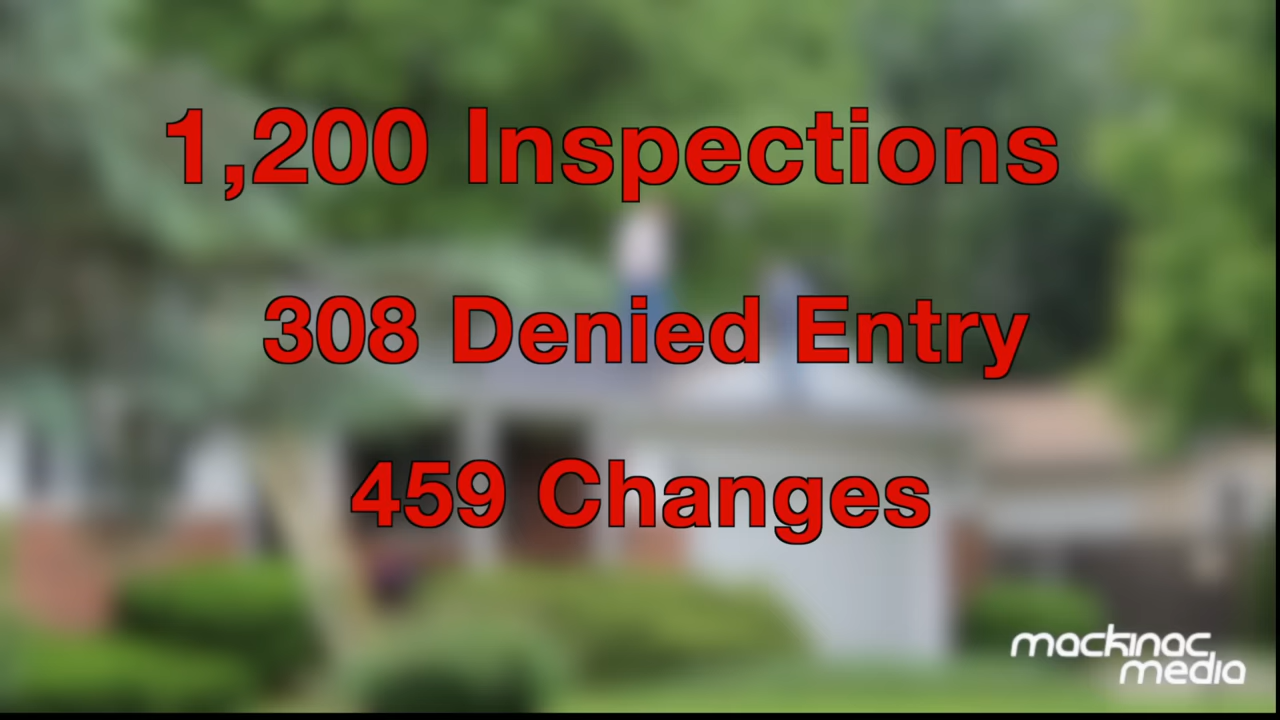 1,200 Inspections
308 Denied Entry
459 Changes
mackinac
media